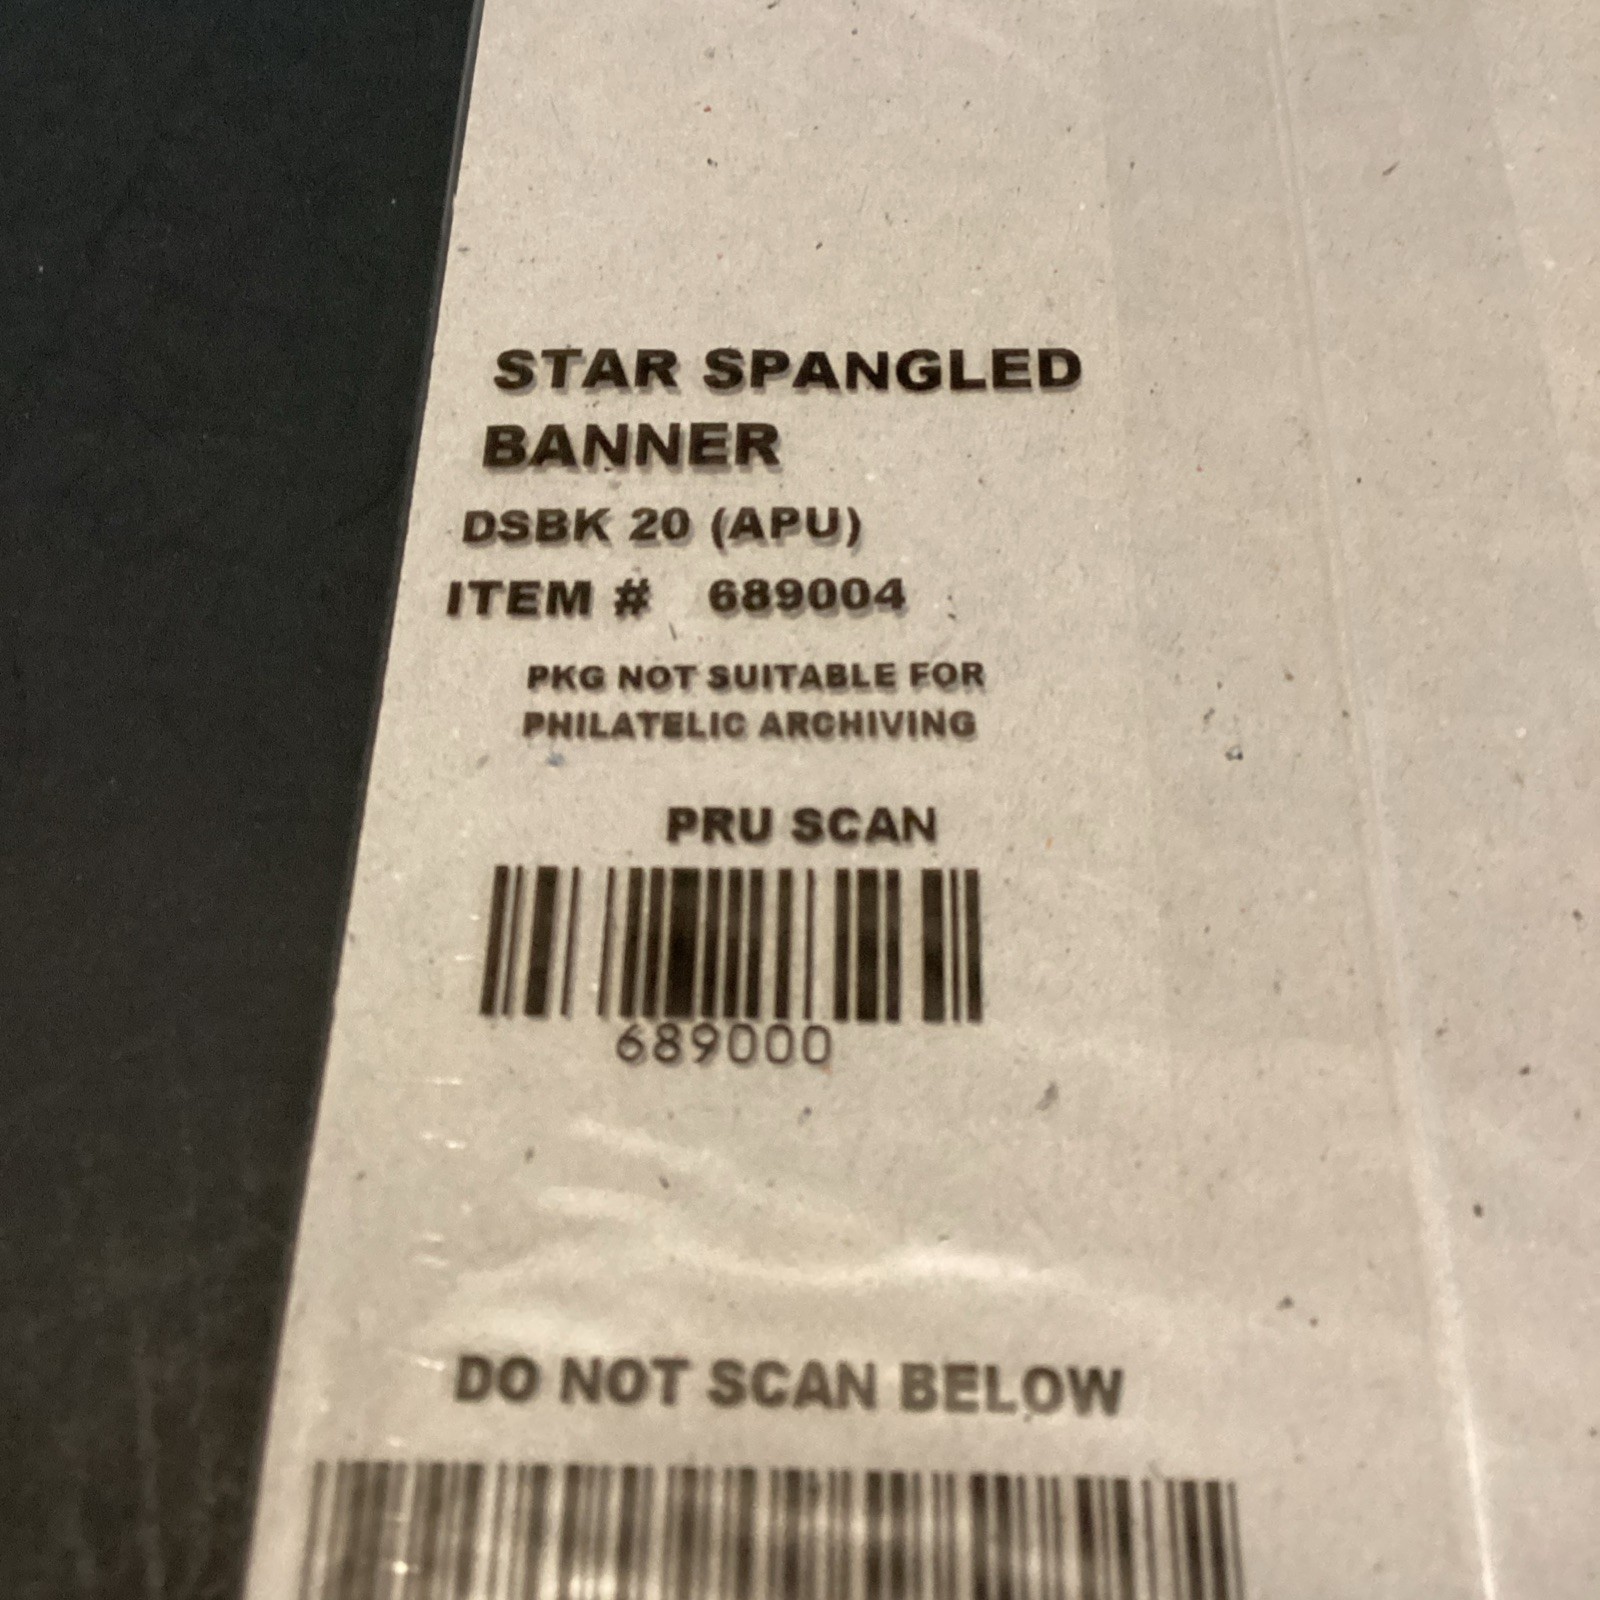 STAR SPANGLED
BANNER
DSBK 20 (APU)
ITEM # 689004
PKG NOT SUITABLE FOR
PHILATELIC ARCHIVING
PRU SCAN
689000
DO NOT SCAN BELOW